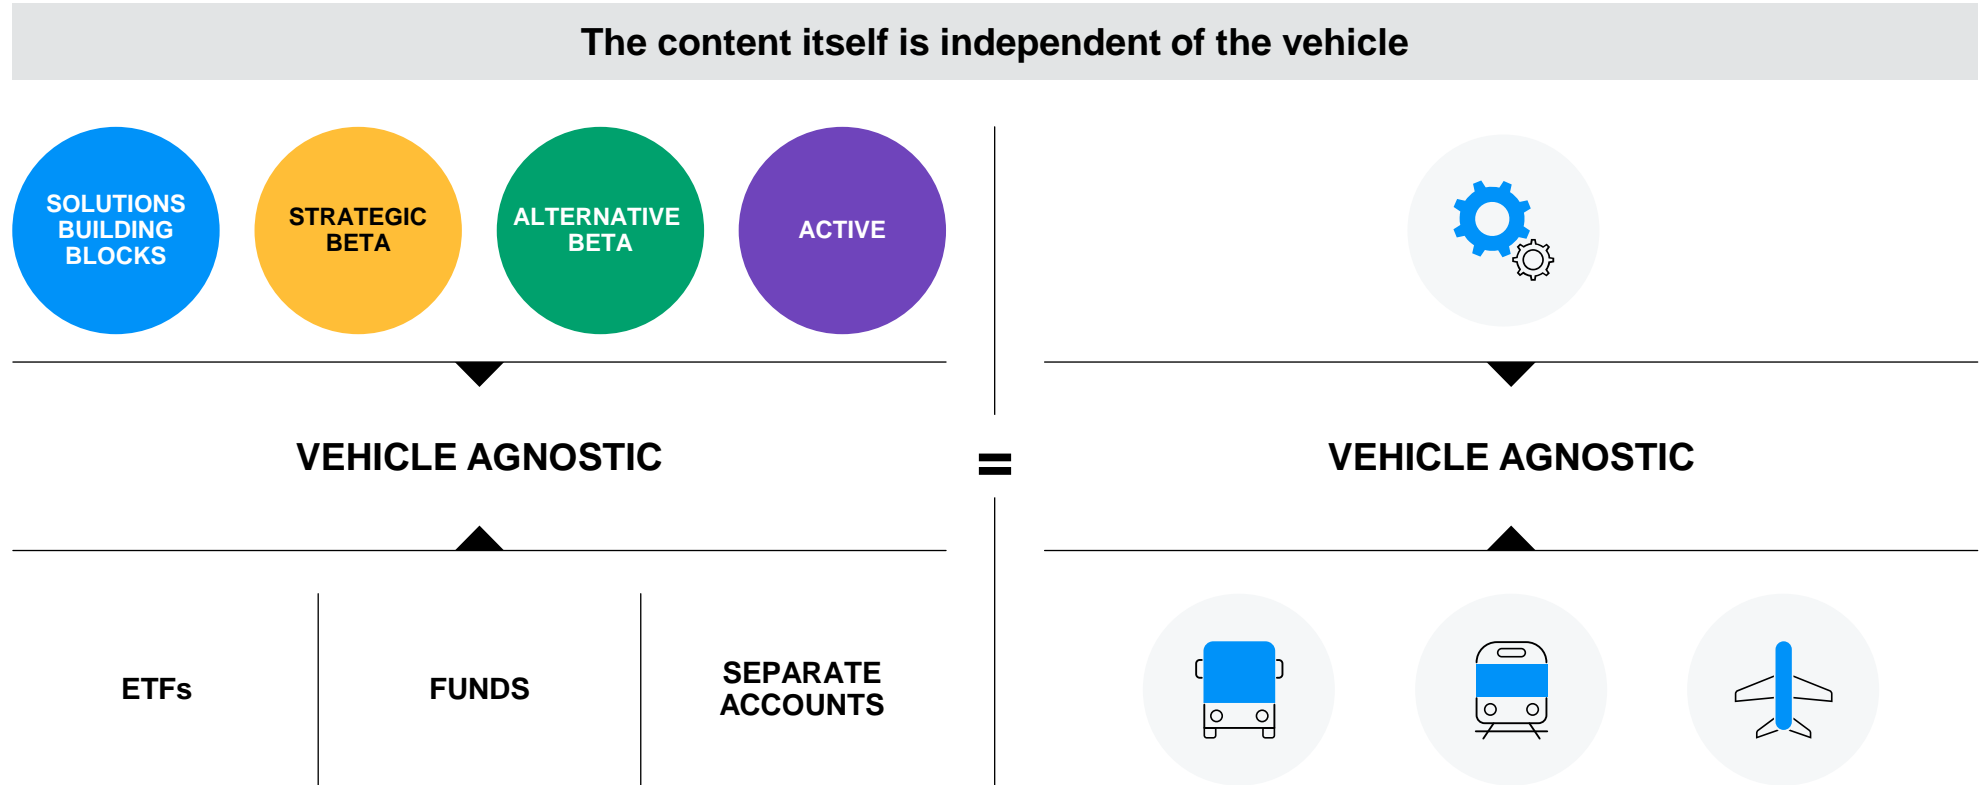 The content itself is independent of the vehicle
SOLUTIONS
BUILDING
BLOCKS
STRATEGIC
BETA
ALTERNATIVE
BETA
ACTIVE
VEHICLE AGNOSTIC
=
VEHICLE AGNOSTIC
ETFs
FUNDS
SEPARATE
ACCOUNTS